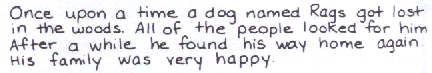 Once upon a time a dog named Rags got lost
in the woods. All of the people looked for him
After a while he found his way home again.
His family was very happy.